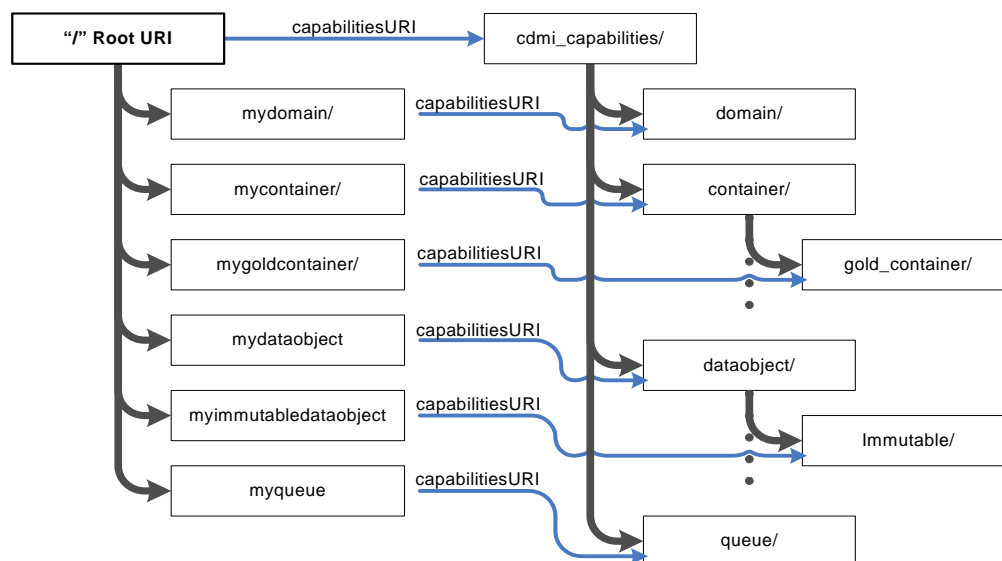 “/” Root URI
capabilitiesURI
cdmi_capabilities/
mydomain/
capabilitiesURI
domain/
mycontainer/
capabilitiesURI
container/
mygoldcontainer/
capabilitiesURI
gold_container/
mydataobject
capabilitiesURI
dataobject/
myimmutabledataobject
capabilitiesURI
Immutable/
myqueue
capabilitiesURI
queue/